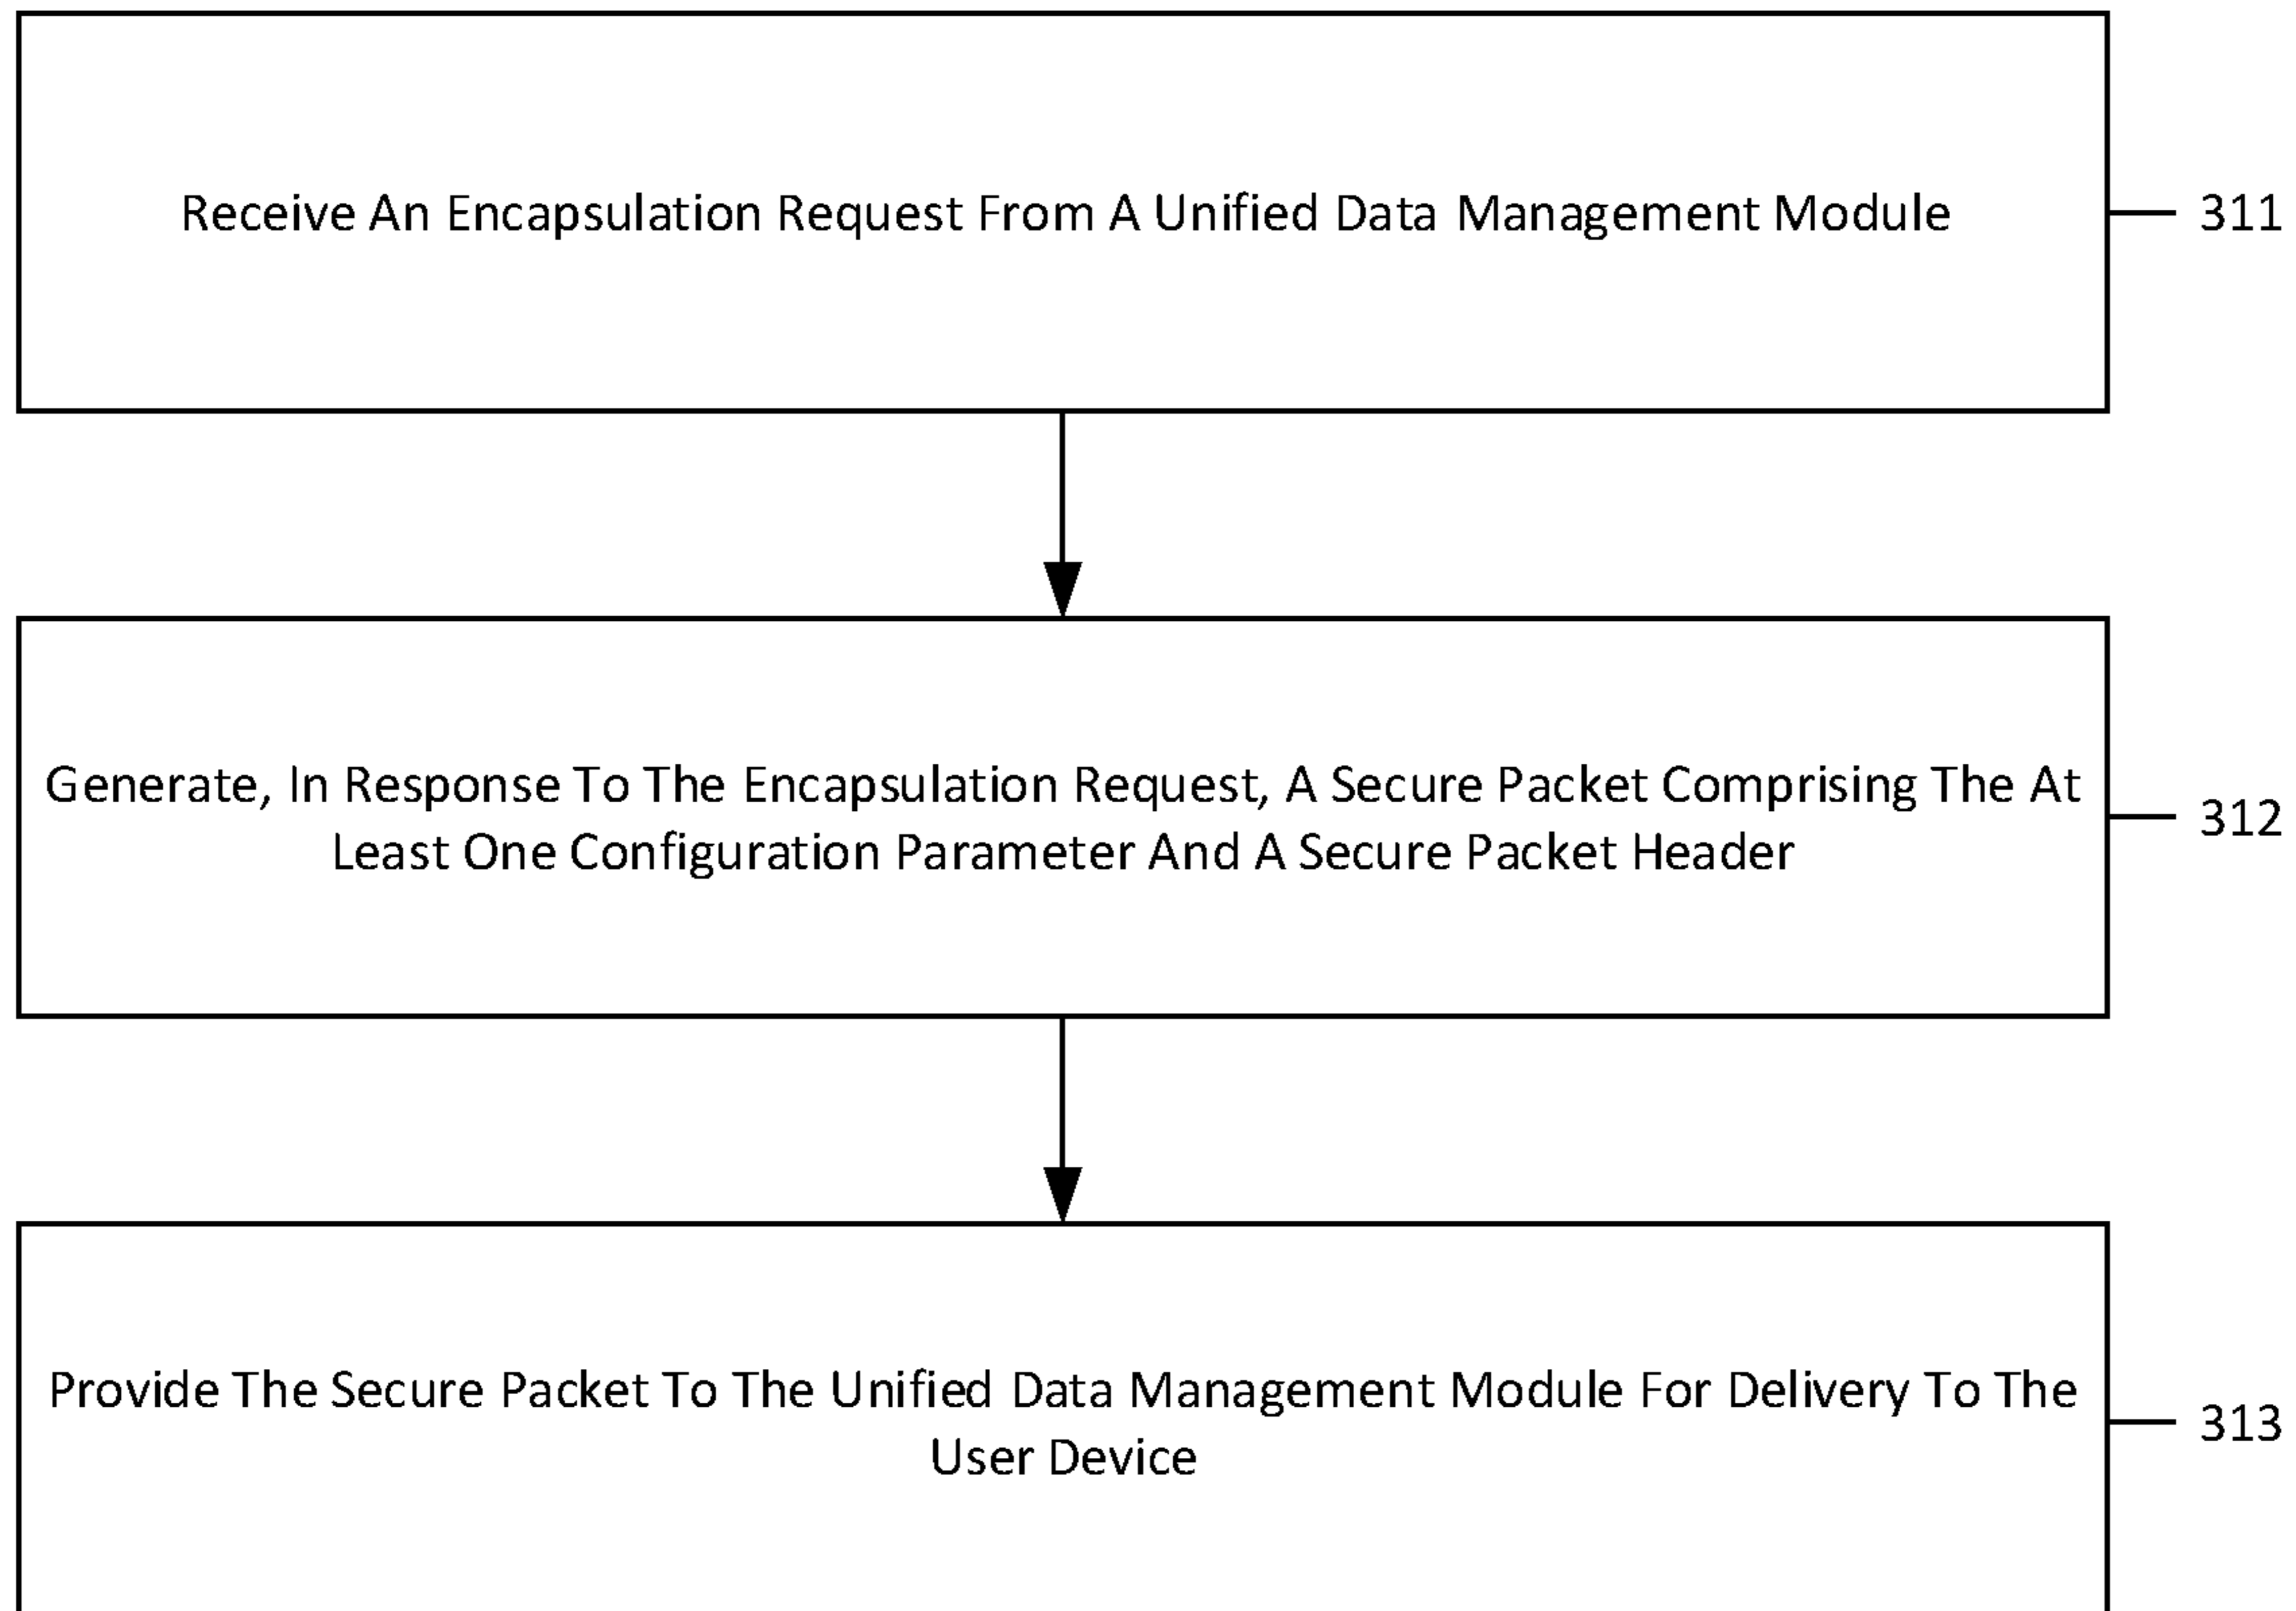 Receive An Encapsulation Request From A Unified Data Management Module
311
Generate, In Response To The Encapsulation Request, A Secure Packet Comprising The At
Least One Configuration Parameter And A Secure Packet Header
312
Provide The Secure Packet To The Unified Data Management Module For Delivery To The
User Device
313